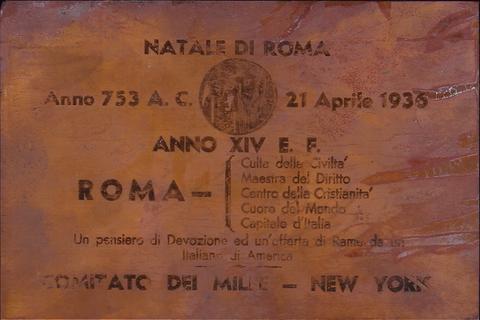 NATALE DI ROMA
Anno 753 A. C. 21 Aprile 1936
ANNO XIV E. F.
ROMA—
Culla delle Civiltà'
Maestra del Diritto
Centro della Cristianita'
Cuore del Mondo
Capitale d'Italia
Un pensiero di Devozione ed un'offerta di Rame da un
Italiano di America
COMITATO DEI MILLE — NEW YORK